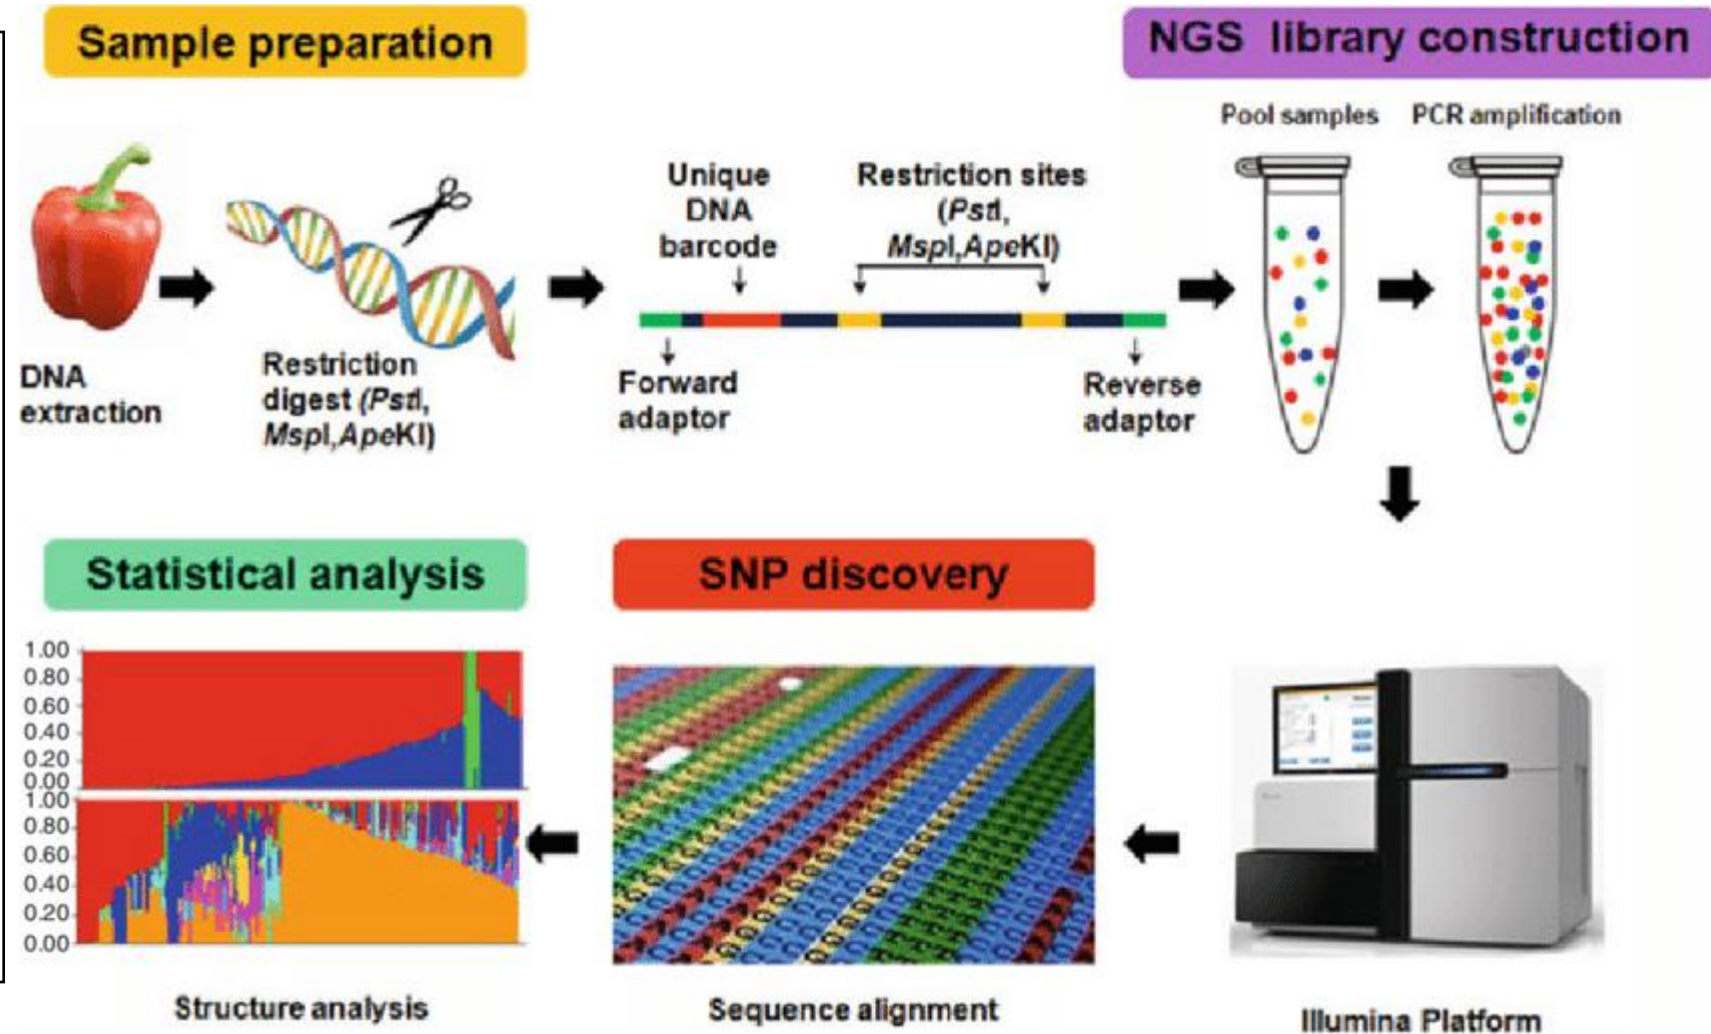 Sample preparation
NGS library construction
Pool samples
PCR amplification
Unique
DNA
barcode
Restriction sites
(PstI,
MspI,ApeKI)
DNA
extraction
Restriction
digest (PstI,
MspI,ApeKI)
Forward
adaptor
Reverse
adaptor
Statistical analysis
SNP discovery
1.00
0.80
0.60
0.40
0.20
0.00
1.00
0.80
0.60
0.40
0.20
0.00
Structure analysis
Sequence alignment
Illumina Platform